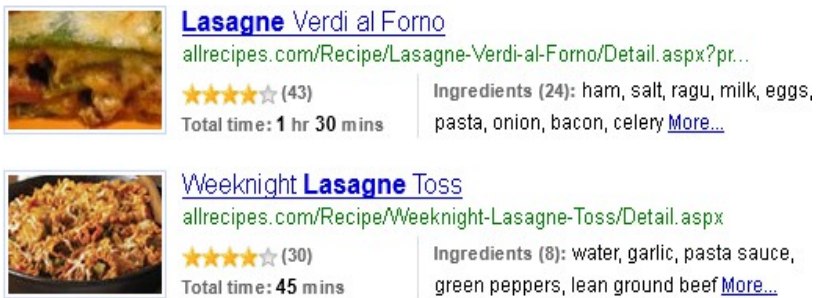 Lasagne Verdi al Forno
allrecipes.com/Recipe/Lasagne-Verdi-al-Forno/Detail.aspx?pr...
(43)
Total time: 1 hr 30 mins
Ingredients (24): ham, salt, ragu, milk, eggs,
pasta, onion, bacon, celery More...
Weeknight Lasagne Toss
allrecipes.com/Recipe/Weeknight-Lasagne-Toss/Detail.aspx
(30)
Total time: 45 mins
Ingredients (8): water, garlic, pasta sauce,
green peppers, lean ground beef More...